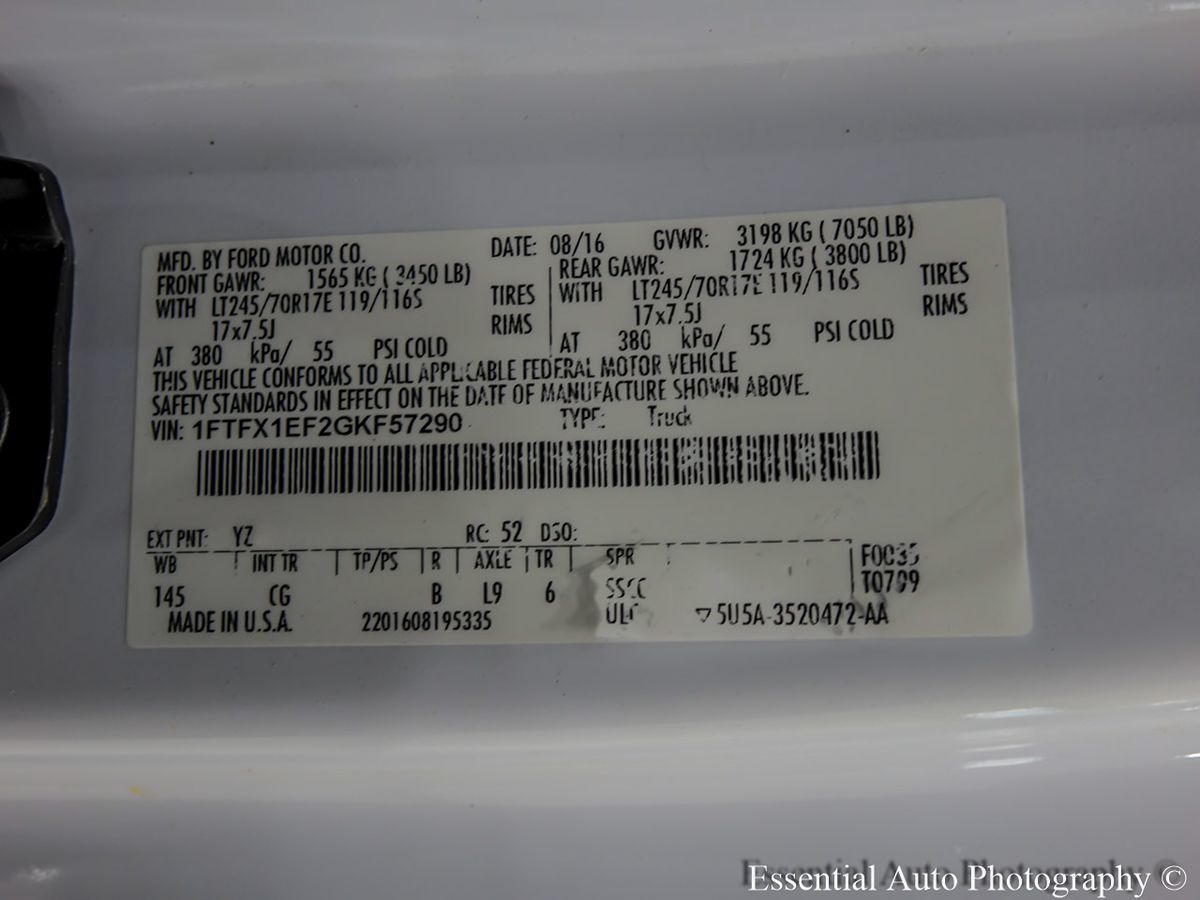 MFD. BY FORD MOTOR CO. DATE: 08/16 GVWR: 3198 KG ( 7050 LB)
FRONT GAWR: 1565 KG ( 3450 LB) REAR GAWR: 1724 KG ( 3800 LB)
WITH LT245/70R17E 119/116S TIRES WITH LT245/70R17E 119/116S TIRES
17x7.5J RIMS 17x7.5J RIMS
AT 380 kPa/ 55 PSI COLD AT 380 kPa/ 55 PSI COLD
THIS VEHICLE CONFORMS TO ALL APPLICABLE FEDERAL MOTOR VEHICLE
SAFETY STANDARDS IN EFFECT ON THE DATE OF MANUFACTURE SHOWN ABOVE.
VIN: 1FTFX1EF2GKF57290 TYPE: Truck
EXT PNT: YZ RC: 52 DSO:
WB INT TR TP/PS R AXLE TR SPR
145 CG B L9 6
MADE IN U.S.A. 2201608195335 5U5A-3520472-AA
Essential Auto Photography ©